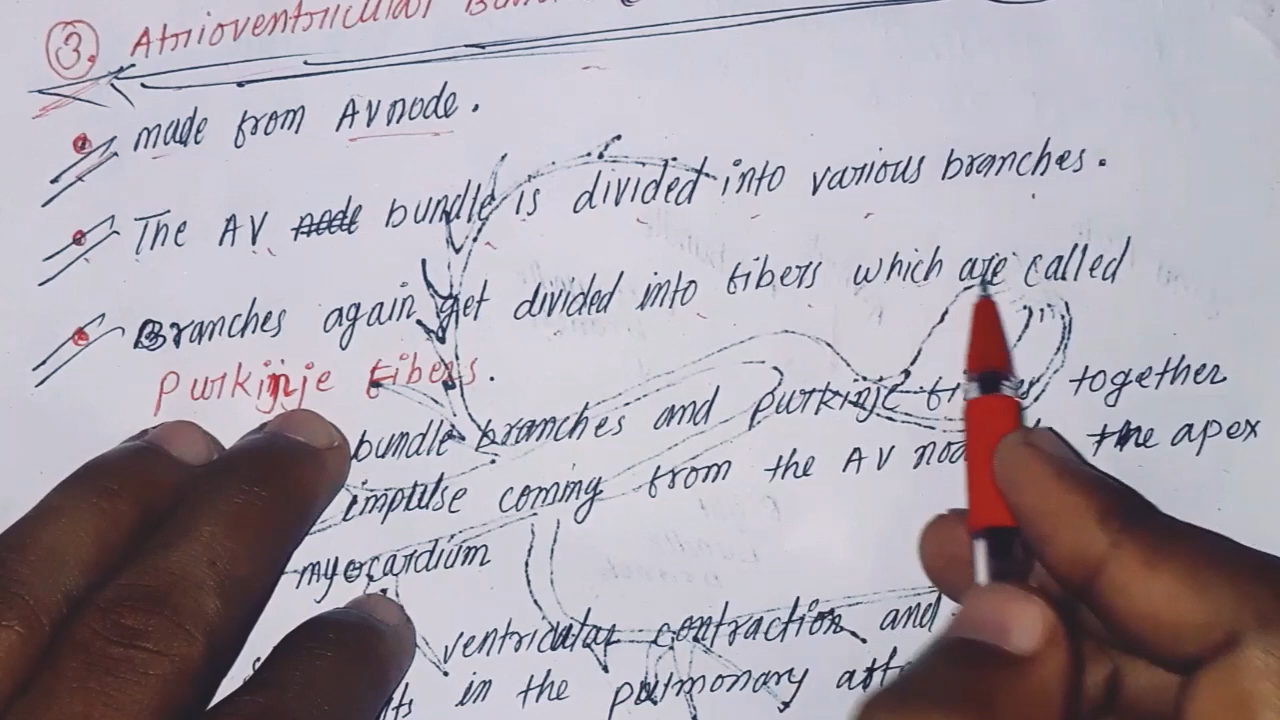 3. Atrioventricular
made from AV node.
The AV node bundle is divided into various branches.
Branches again get divided into fibers which are called
Purkinje fibers.
bundle branches and purkinje together
impulse coming from the AV the apex
myocardium
ventricular contraction and
in the pulmonary